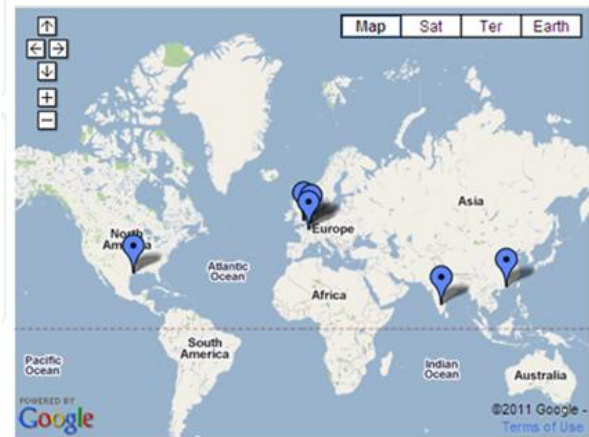 Map Sat Ter Earth
Asia
North
America
Europe
Atlantic
Ocean
Africa
South
America
Pacific
Ocean
Indian
Ocean
Australia
POWERED BY
Google
©2011 Google -
Terms of Use